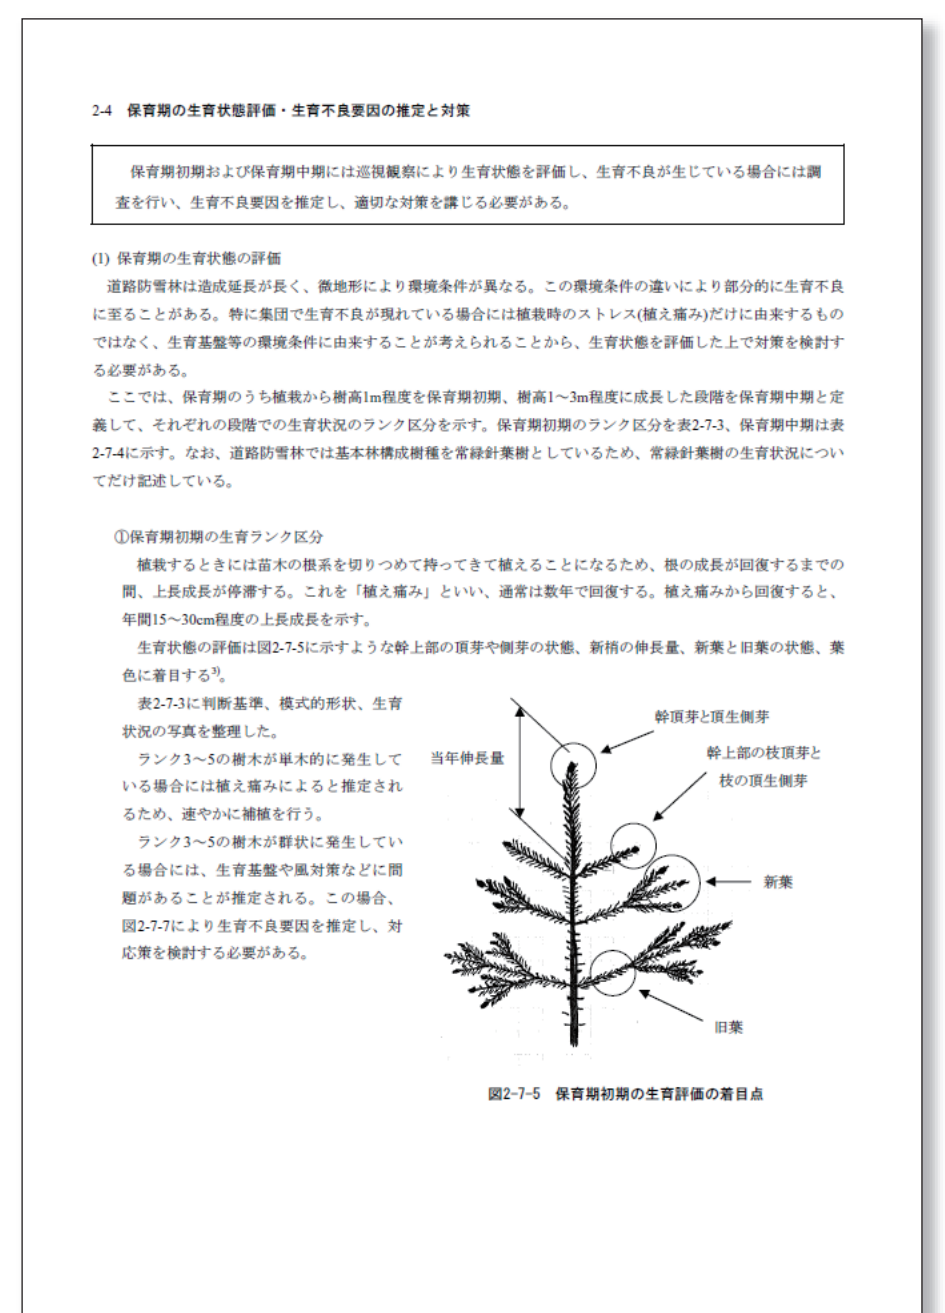 2-4 保育期の生育状態評価・生育不良要因の推定と対策
保育期初期および保育期中期には巡視観察により生育状態を評価し、生育不良が生じている場合には調
査を行い、生育不良要因を推定し、適切な対策を講じる必要がある。
(1) 保育期の生育状態の評価
道路防雪林は造成延長が長く、微地形により環境条件が異なる。この環境条件の違いにより部分的に生育不良
に至ることがある。特に集団で生育不良が現れている場合には植栽時のストレス(植え痛み)だけに由来するもの
ではなく、生育基盤等の環境条件に由来することが考えられることから、生育状態を評価した上で対策を検討す
る必要がある。
ここでは、保育期のうち植栽から樹高1m程度を保育期初期、樹高1～3m程度に成長した段階を保育期中期と定
義して、それぞれの段階での生育状況のランク区分を示す。保育期初期のランク区分を表2-7-3、保育期中期は表
2-7-4に示す。なお、道路防雪林では基本林構成樹種を常緑針葉樹としているため、常緑針葉樹の生育状況につい
てだけ記述している。
①保育期初期の生育ランク区分
植栽するときには苗木の根系を切りつめて持ってきて植えることになるため、根の成長が回復するまでの
間、上長成長が停滞する。これを「植え痛み」といい、通常は数年で回復する。植え痛みから回復すると、
年間15～30cm程度の上長成長を示す。
生育状態の評価は図2-7-5に示すような幹上部の頂芽や側芽の状態、新梢の伸長量、新葉と旧葉の状態、葉
色に着目する3)。
表2-7-3に判断基準、模式的形状、生育
状況の写真を整理した。
ランク3～5の樹木が単木的に発生して
いる場合には植え痛みによると推定され
るため、速やかに補植を行う。
ランク3～5の樹木が群状に発生してい
る場合には、生育基盤や風対策などに問
題があることが推定される。この場合、
図2-7-7により生育不良要因を推定し、対
応策を検討する必要がある。
当年伸長量
幹頂芽と頂生側芽
幹上部の枝頂芽と
枝の頂生側芽
新葉
旧葉
図2-7-5 保育期初期の生育評価の着目点